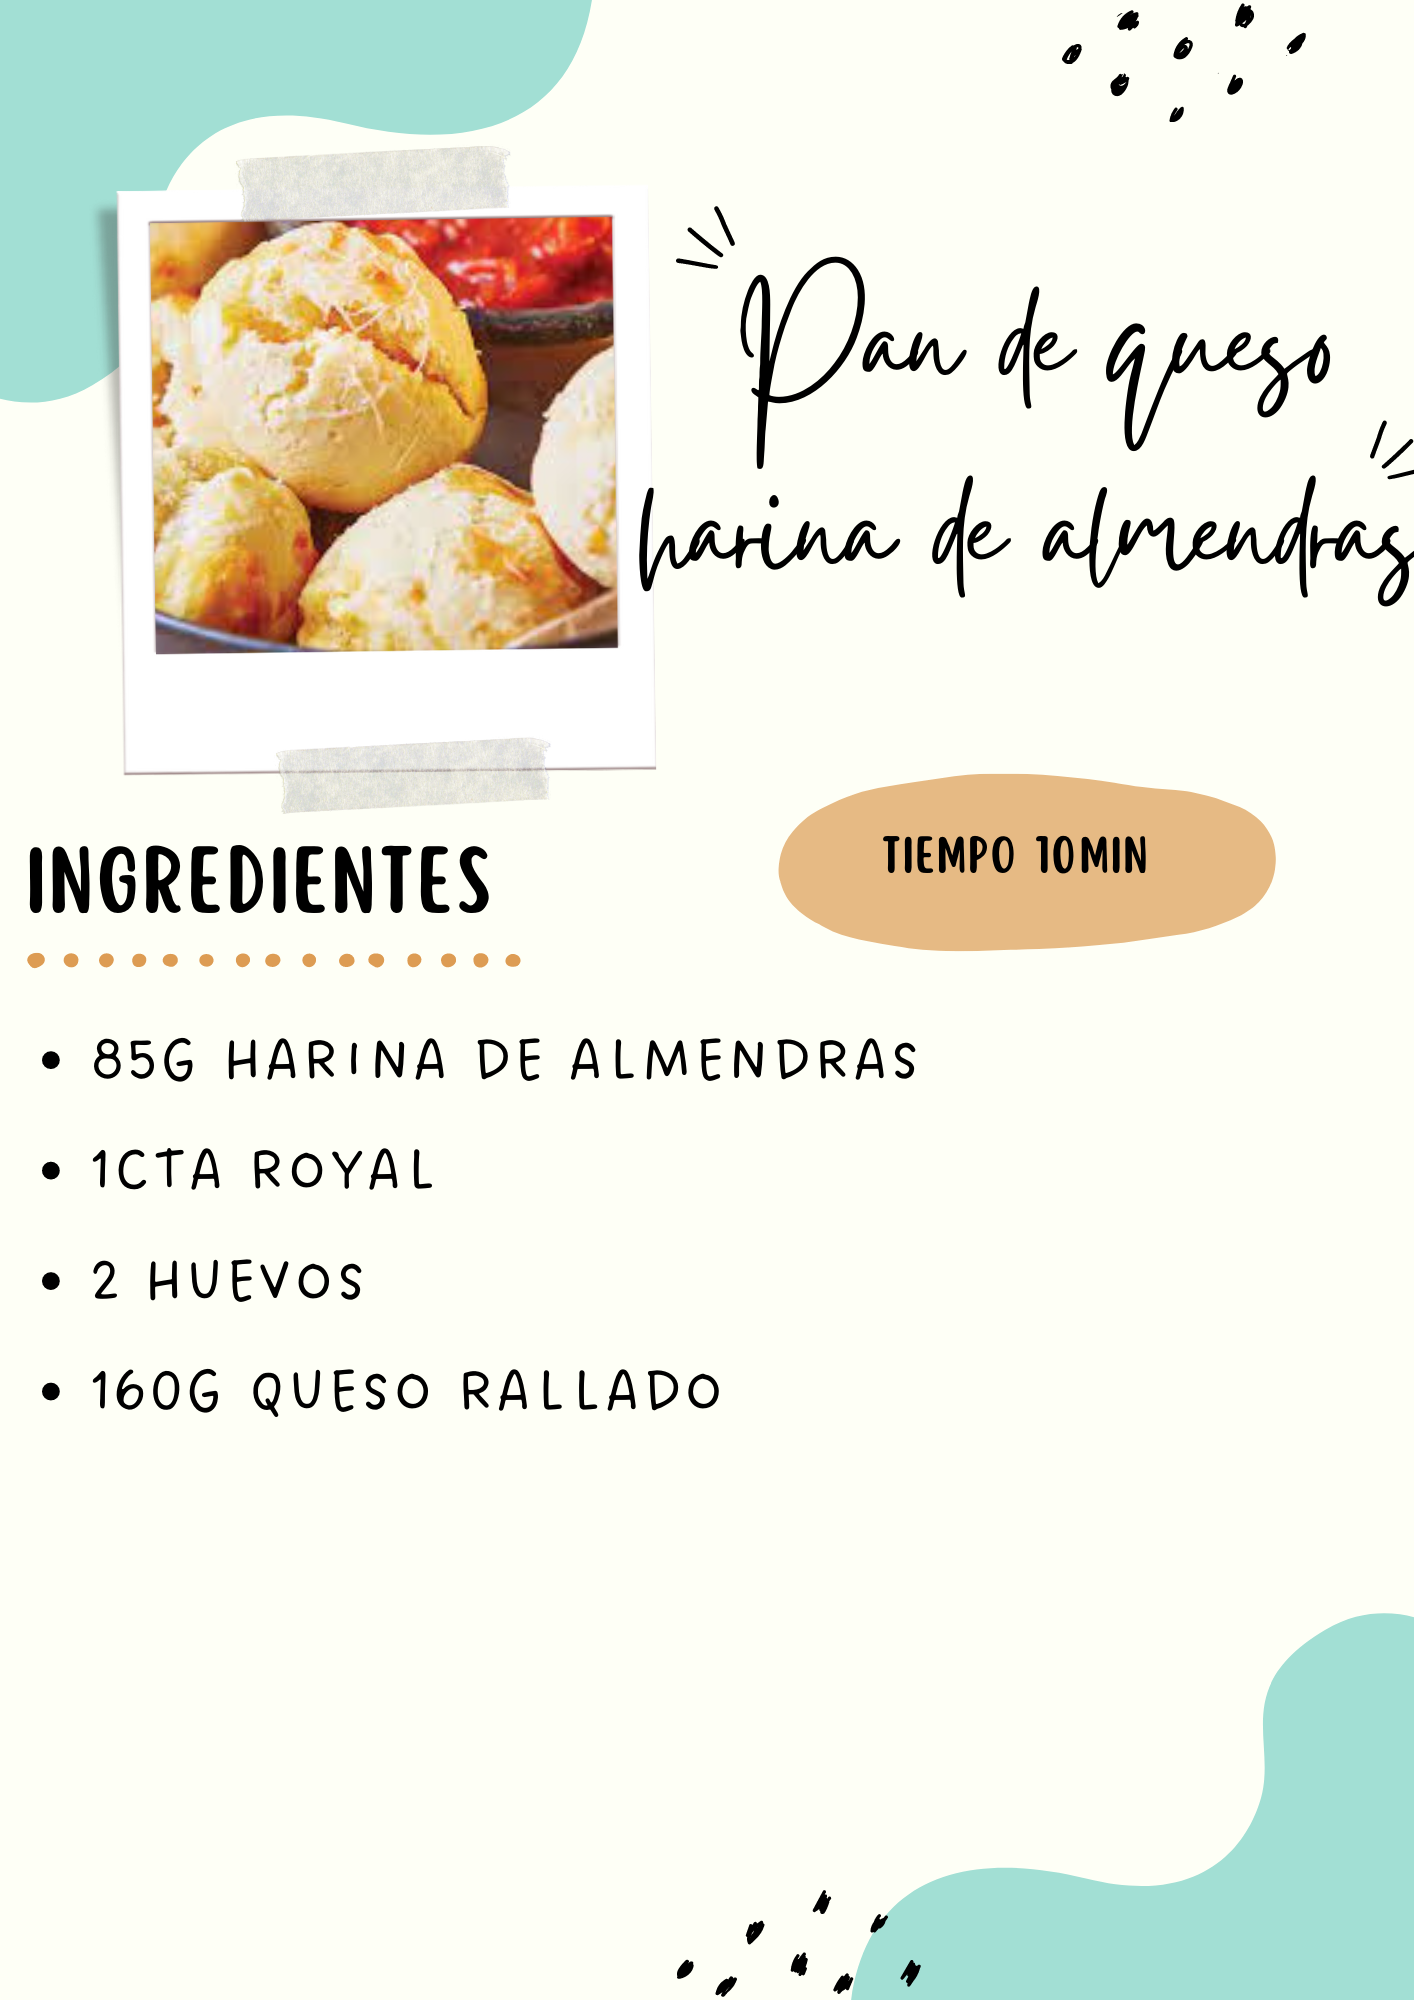 Pan de queso
harina de almendras
INGREDIENTES
TIEMPO 10MIN
85G HARINA DE ALMENDRAS
1CTA ROYAL
2 HUEVOS
160G QUESO RALLADO